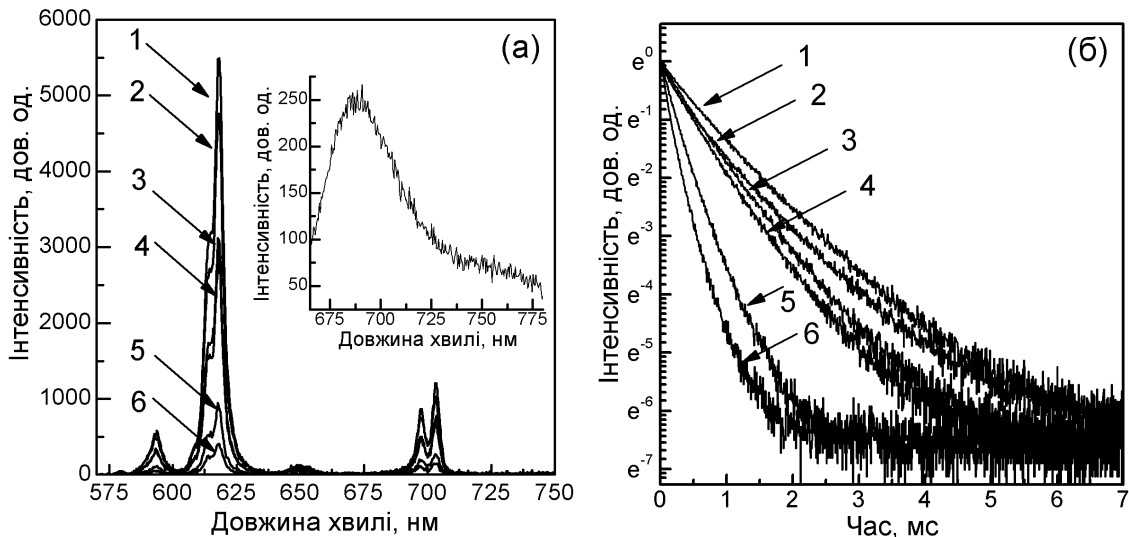 (а)
Інтенсивність, дов. од.
6000
5000
4000
3000
2000
1000
0
1
2
3
4
5
6
575 600 625 650 675 700 725 750
Довжина хвилі, нм
Інтенсивність, дов. од.
250
200
150
100
50
675 700 725 750 775
Довжина хвилі, нм
(б)
Інтенсивність, дов. од.
e0
e-1
e-2
e-3
e-4
e-5
e-6
e-7
1
2
3
4
5
6
0 1 2 3 4 5 6 7
Час, мс